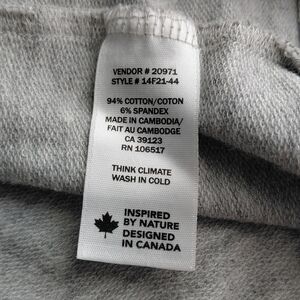 VENDOR # 20971
STYLE # 14F21-44
94% COTTON/COTON
6% SPANDEX
MADE IN CAMBODIA/
FAIT AU CAMBODGE
CA 39123
RN 106517
THINK CLIMATE
WASH IN COLD
INSPIRED
BY NATURE
DESIGNED
IN CANADA